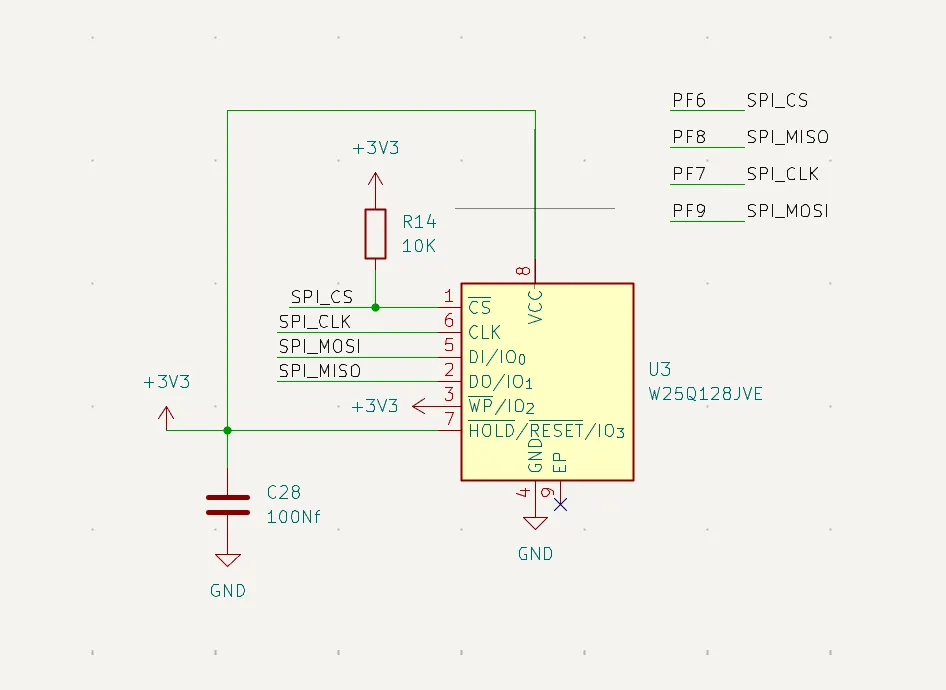 PF6 SPI_CS
PF8 SPI_MISO
PF7 SPI_CLK
PF9 SPI_MOSI
+3V3
R14
10K
8
VCC
SPI_CS 1 CS
SPI_CLK 6 CLK
SPI_MOSI 5 DI/IO0
SPI_MISO 2 DO/IO1
+3V3 3 WP/IO2
7 HOLD/RESET/IO3
GND
EP
4
9
GND
U3
W25Q128JVE
+3V3
C28
100Nf
GND